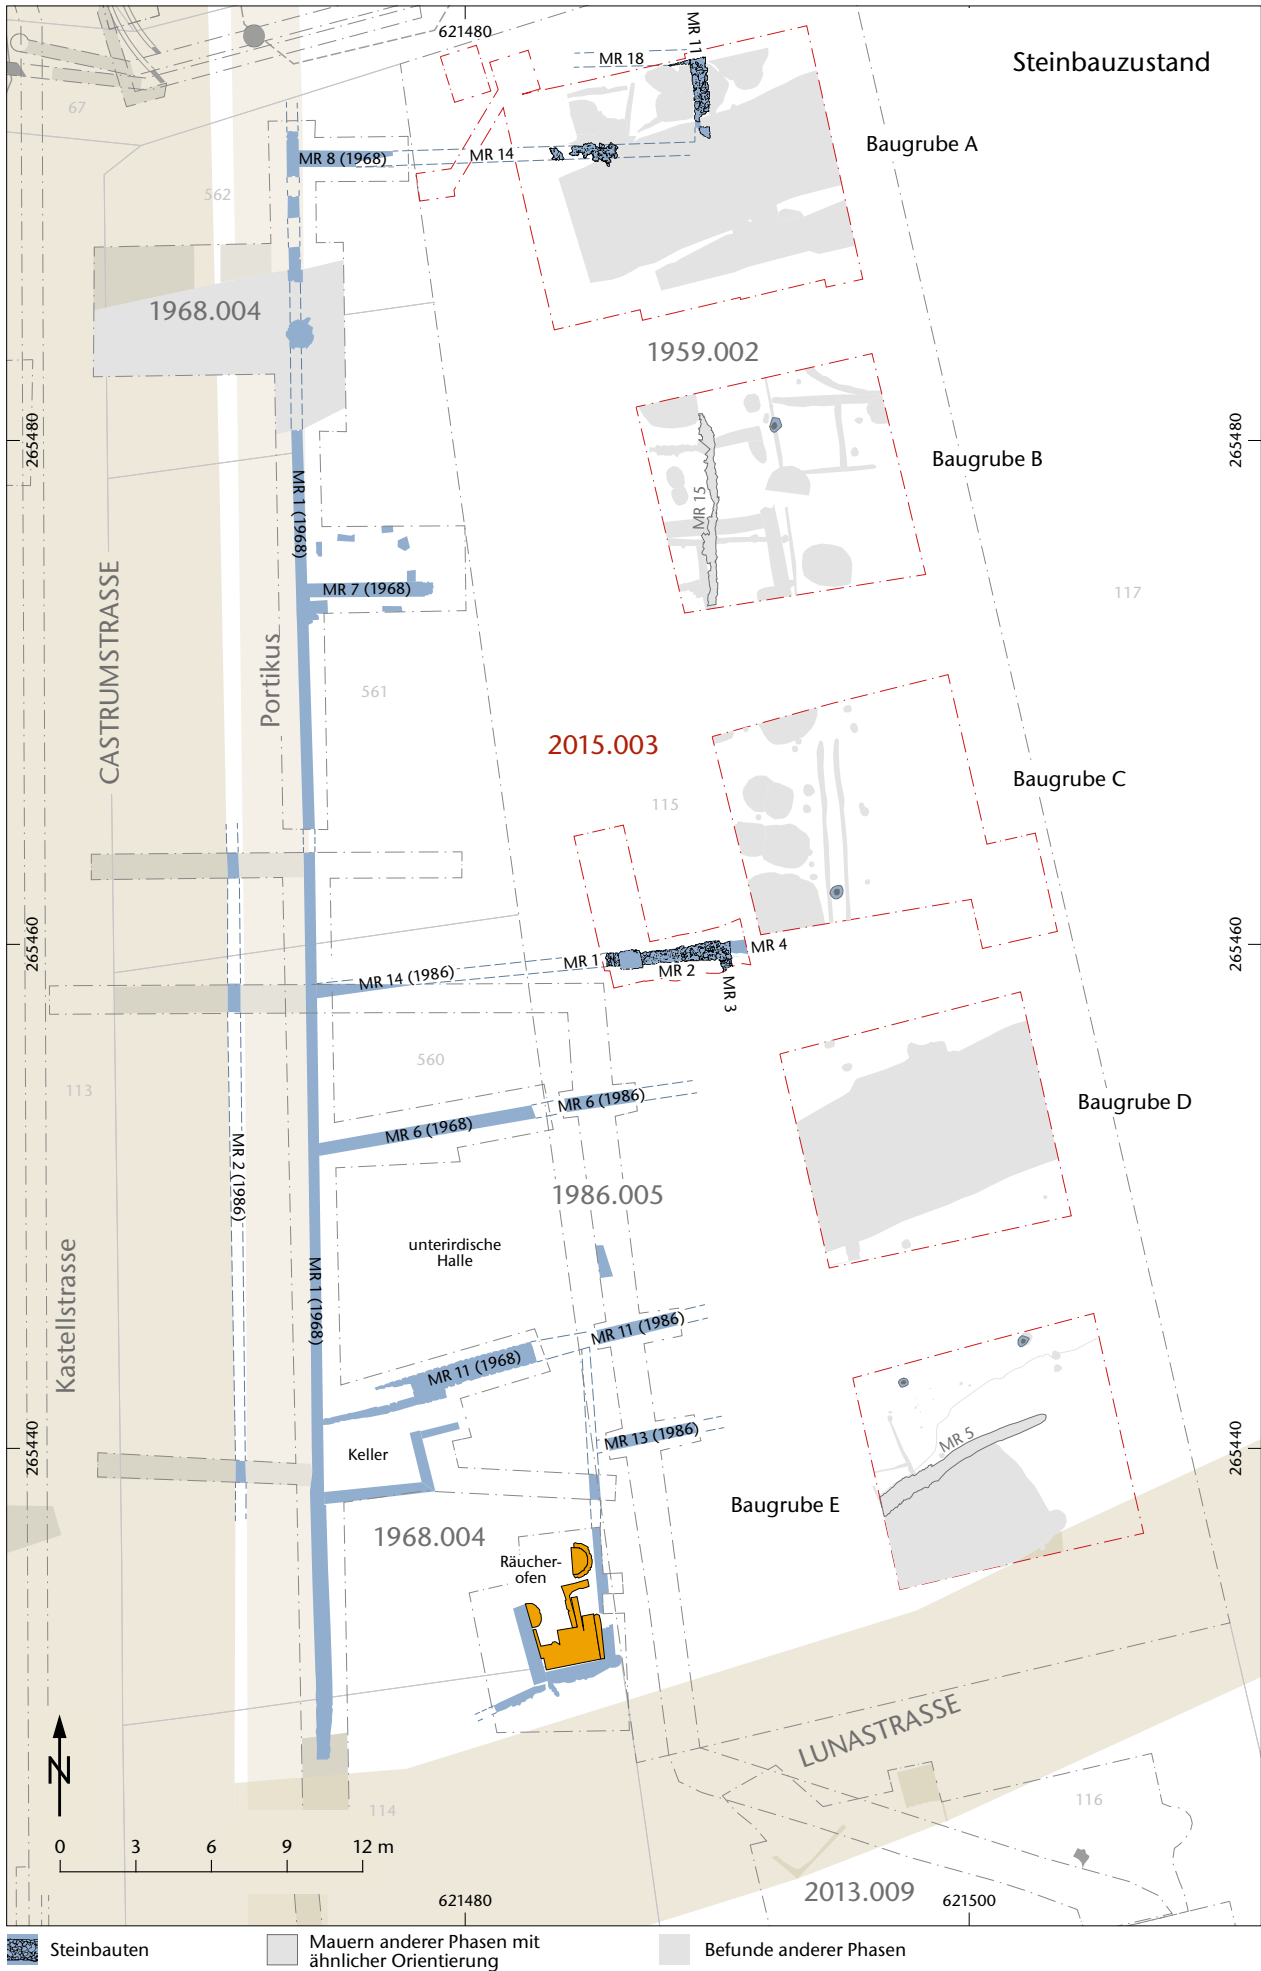 621480
MR 11
MR 18
Steinbauzustand
67
Baugrube A
MR 8 (1968)
MR 14
562
1968.004
1959.002
265480
265480
Baugrube B
MR 1 (1968)
MR 15
CASTRUMSTRASSE
MR 7 (1968)
117
Portikus
561
2015.003
Baugrube C
115
265460
265460
MR 14 (1986)
MR 1
MR 2
MR 4
MR 3
560
113
Baugrube D
MR 6 (1986)
MR 6 (1968)
MR 2 (1986)
1986.005
unterirdische
Halle
Kastellstrasse
MR 1 (1968)
MR 11 (1986)
MR 11 (1968)
265440
265440
MR 13 (1986)
Keller
MR 5
Baugrube E
1968.004
Räucher-
ofen
LUNASTRASSE
N
114
116
0 3 6 9 12 m
2013.009
621480
621500
Steinbauten
Mauern anderer Phasen mit
ähnlicher Orientierung
Befunde anderer Phasen